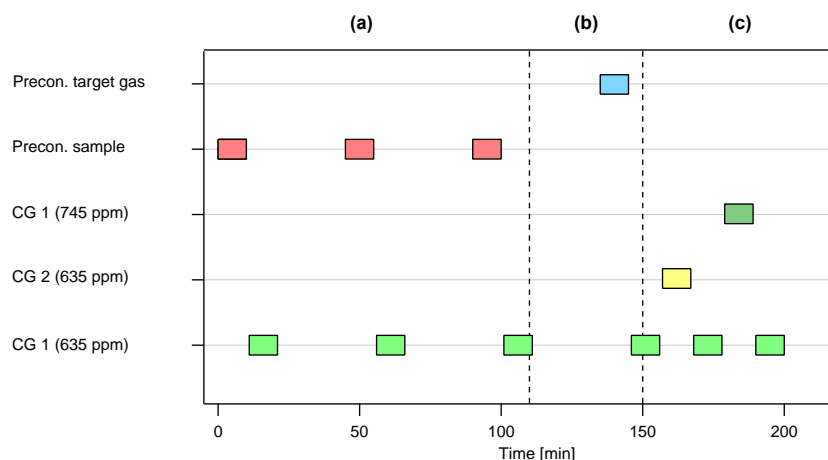 (a) (b) (c)
Precon. target gas
Precon. sample
CG 1 (745 ppm)
CG 2 (635 ppm)
CG 1 (635 ppm)
0 50 100 150 200
Time [min]